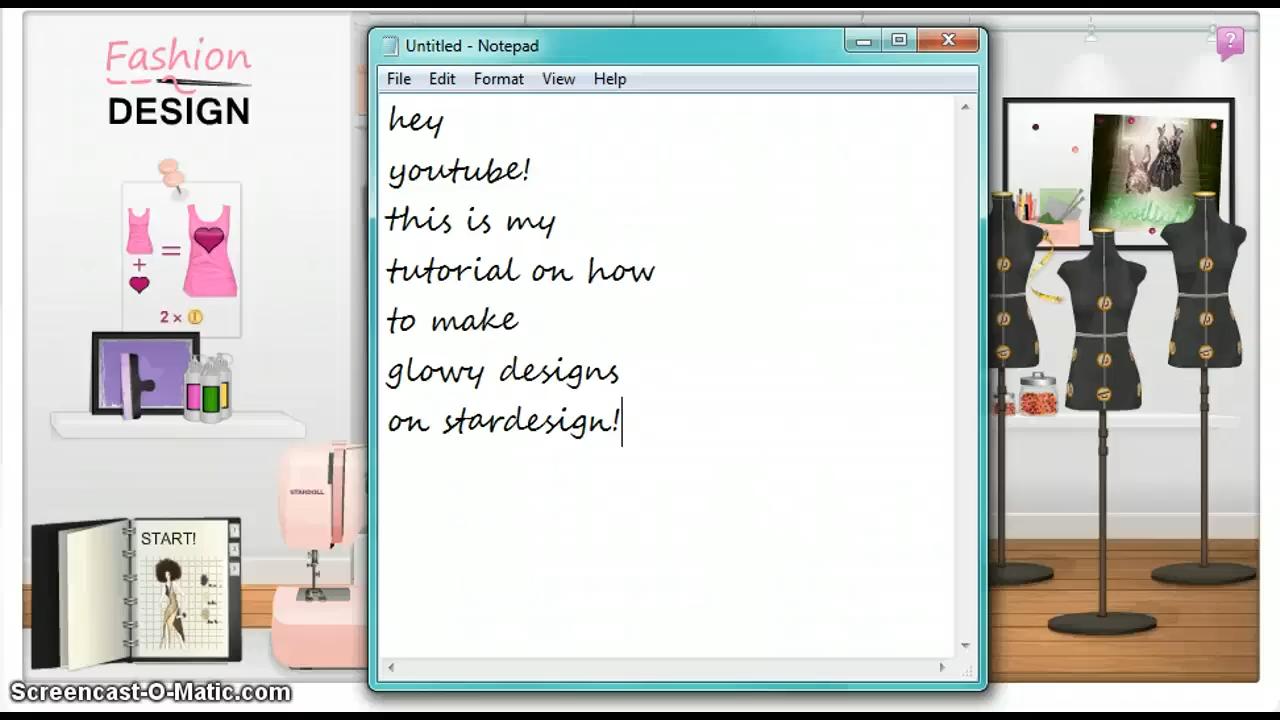 Fashion
DESIGN
2 ×
START!
STARDOLL
Untitled - Notepad
File Edit Format View Help
hey
youtube!
this is my
tutorial on how
to make
glowy designs
on stardesign!
?
Screencast-O-Matic.com